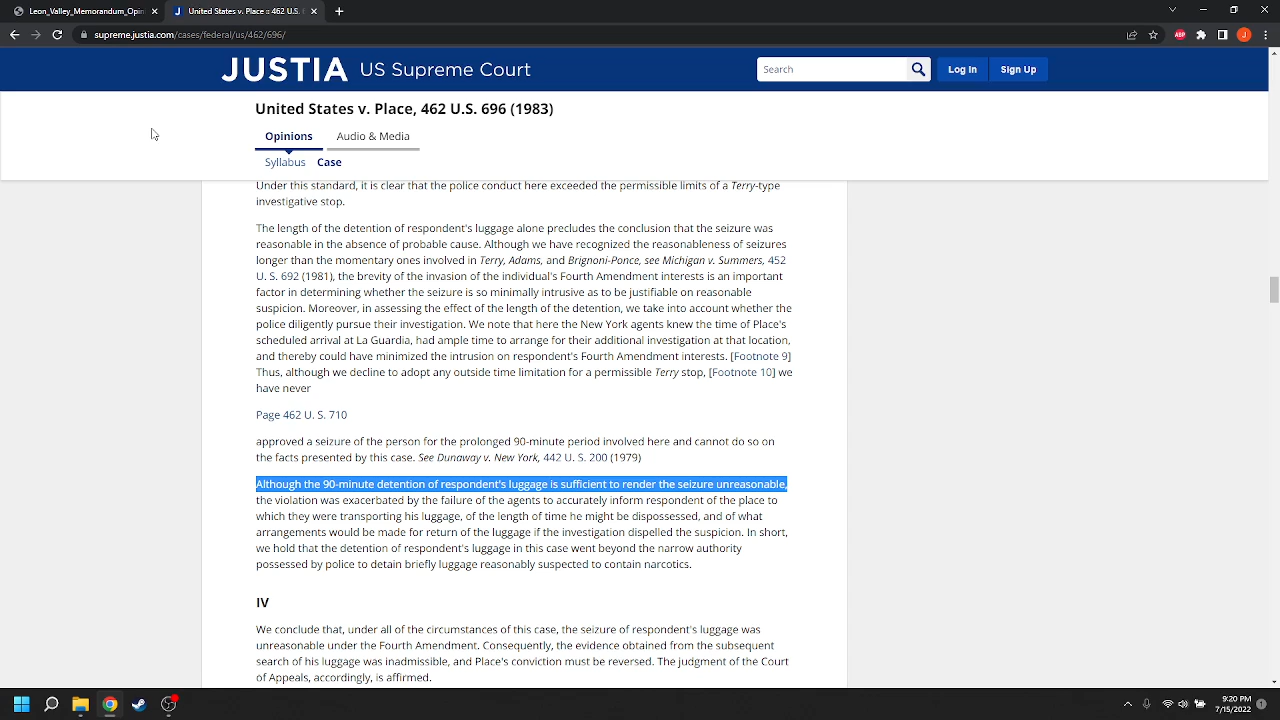 Leon_Valley_Memorandum_Opi
United States v. Place :: 462 U.S. 6
supreme.justia.com/cases/federal/us/462/696/
ABP
J
JUSTIA US Supreme Court
Search
Log In
Sign Up
United States v. Place, 462 U.S. 696 (1983)
Opinions
Audio & Media
Syllabus
Case
Under this standard, it is clear that the police conduct here exceeded the permissible limits of a Terry-type
investigative stop.
The length of the detention of respondent's luggage alone precludes the conclusion that the seizure was
reasonable in the absence of probable cause. Although we have recognized the reasonableness of seizures
longer than the momentary ones involved in Terry, Adams, and Brignoni-Ponce, see Michigan v. Summers, 452
U. S. 692 (1981), the brevity of the invasion of the individual's Fourth Amendment interests is an important
factor in determining whether the seizure is so minimally intrusive as to be justifiable on reasonable
suspicion. Moreover, in assessing the effect of the length of the detention, we take into account whether the
police diligently pursue their investigation. We note that here the New York agents knew the time of Place's
scheduled arrival at La Guardia, had ample time to arrange for their additional investigation at that location,
and thereby could have minimized the intrusion on respondent's Fourth Amendment interests. [Footnote 9]
Thus, although we decline to adopt any outside time limitation for a permissible Terry stop, [Footnote 10] we
have never
Page 462 U. S. 710
approved a seizure of the person for the prolonged 90-minute period involved here and cannot do so on
the facts presented by this case. See Dunaway v. New York, 442 U. S. 200 (1979)
Although the 90-minute detention of respondent's luggage is sufficient to render the seizure unreasonable,
the violation was exacerbated by the failure of the agents to accurately inform respondent of the place to
which they were transporting his luggage, of the length of time he might be dispossessed, and of what
arrangements would be made for return of the luggage if the investigation dispelled the suspicion. In short,
we hold that the detention of respondent's luggage in this case went beyond the narrow authority
possessed by police to detain briefly luggage reasonably suspected to contain narcotics.
IV
We conclude that, under all of the circumstances of this case, the seizure of respondent's luggage was
unreasonable under the Fourth Amendment. Consequently, the evidence obtained from the subsequent
search of his luggage was inadmissible, and Place's conviction must be reversed. The judgment of the Court
of Appeals, accordingly, is affirmed.
9:20 PM
7/15/2022